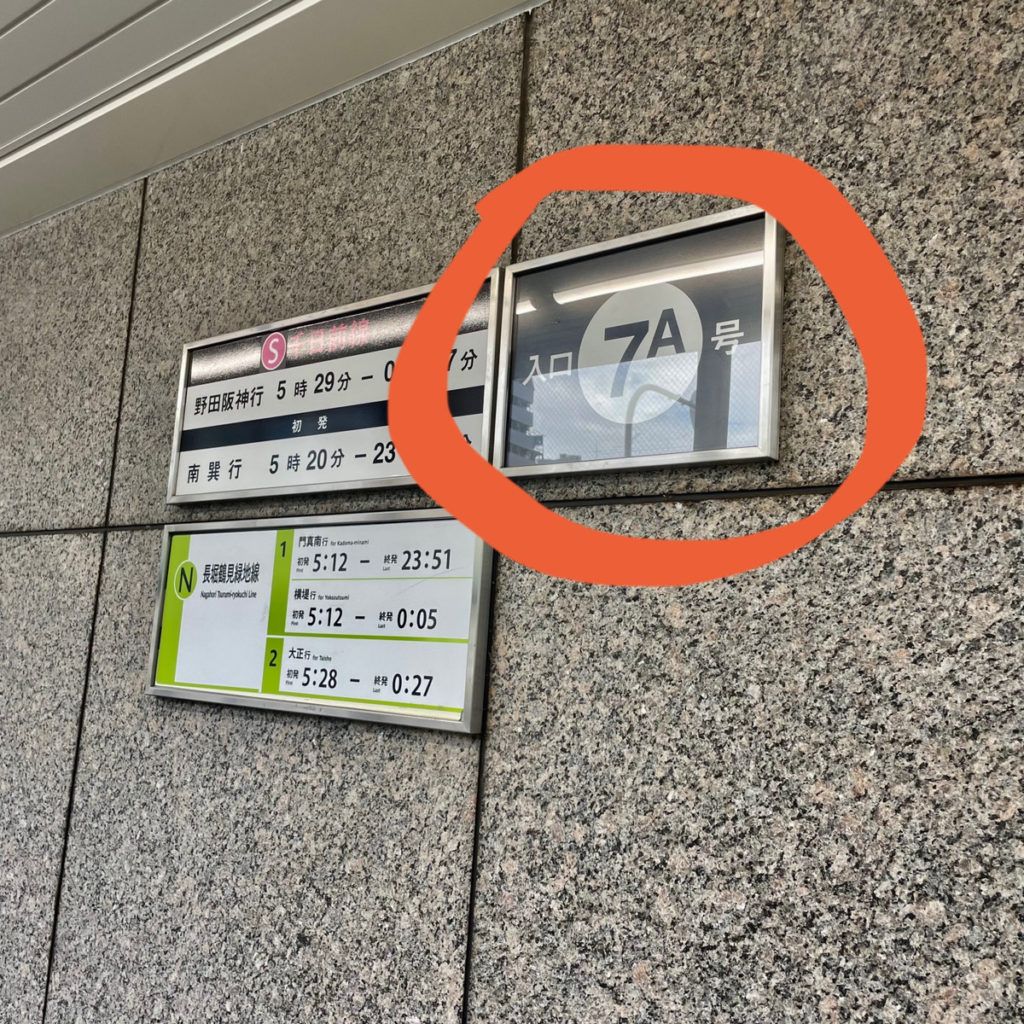 入口 7A 号
S 千日前線
野田阪神行 5時29分－0 7分
初発
南巽行 5時20分－23
N 長堀鶴見緑地線
Nagahori Tsurumi-ryokuchi Line
1 門真南行 for Kadoma-minami
初発 First 5:12 － 終発 Last 23:51
横堤行 for Yokozutsumi
初発 First 5:12 － 終発 Last 0:05
2 大正行 for Taisho
初発 First 5:28 － 終発 Last 0:27